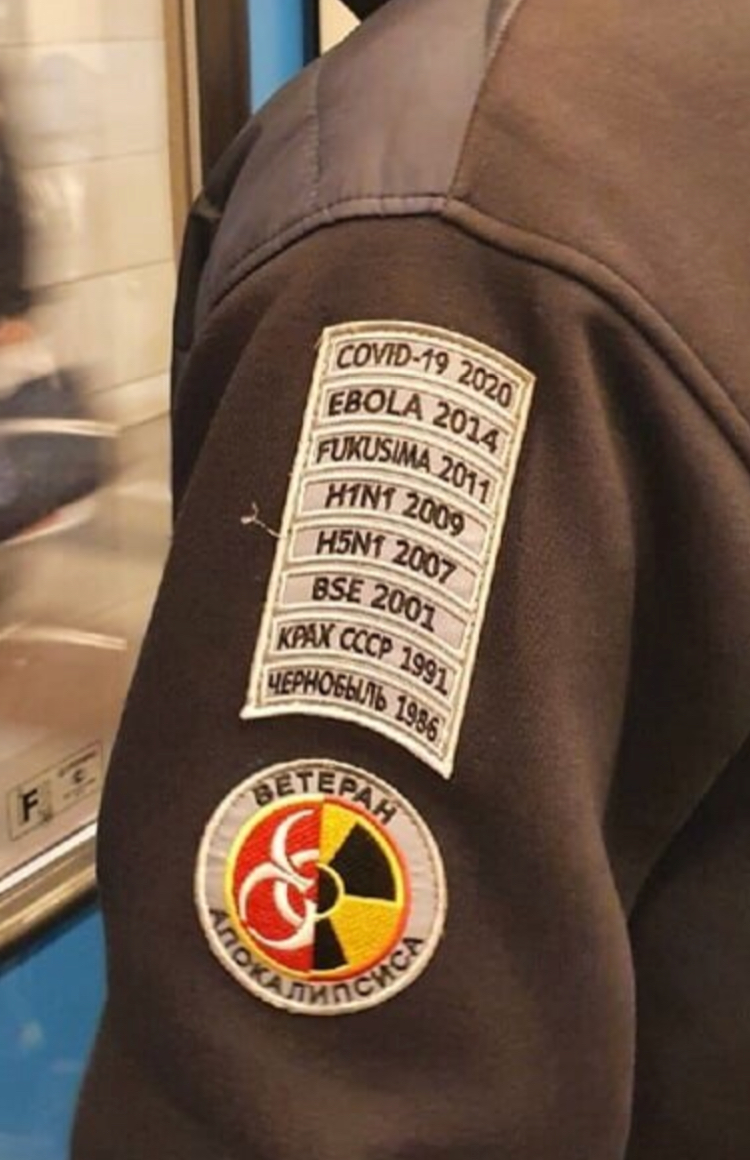 COVID-19 2020
EBOLA 2014
FUKUSIMA 2011
H1N1 2009
H5N1 2007
BSE 2001
КРАХ СССР 1991
ЧЕРНОБЫЛЬ 1986
ВЕТЕРАН
АПОКАЛИПСИСА
F